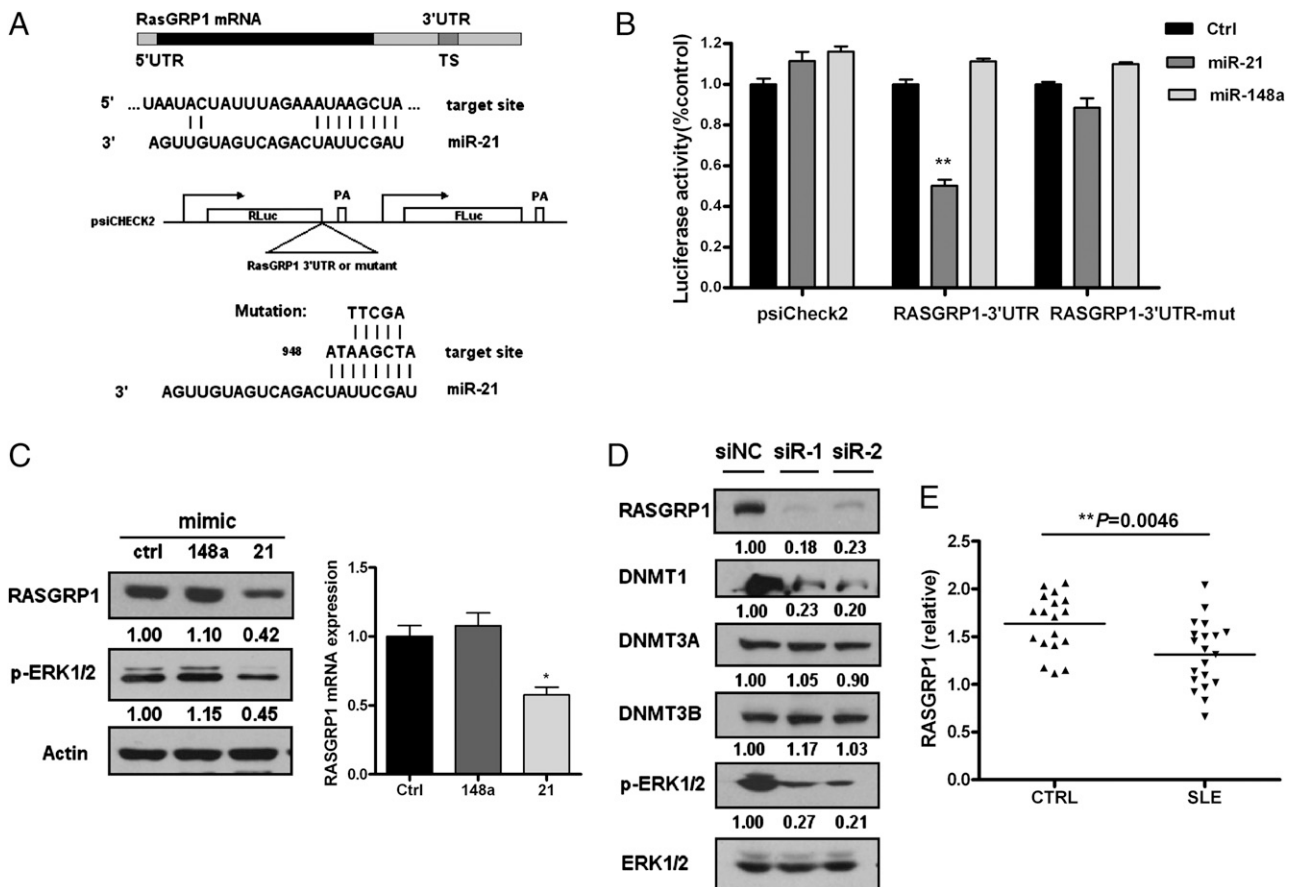 A
RasGRP1 mRNA 3'UTR
5'UTR TS
5' ...UAAUACUAUUUAGAAAUAAGCUA ... target site
3' AGUUGUAGUCAGACUAUUCGAU miR-21
PA PA
psiCHECK2 RLuc FLuc
RasGRP1 3'UTR or mutant
Mutation: TTCGA
948 ATAAGCTA target site
3' AGUUGUAGUCAGACUAUUCGAU miR-21
B
Luciferase activity(%control)
1.2
1.0
0.8
0.6
0.4
0.2
0.0
**
psiCheck2 RASGRP1-3'UTR RASGRP1-3'UTR-mut
Ctrl
miR-21
miR-148a
C
mimic
ctrl 148a 21
RASGRP1
1.00 1.10 0.42
p-ERK1/2
1.00 1.15 0.45
Actin
RASGRP1 mRNA expression
1.5
1.0
0.5
0.0
*
Ctrl 148a 21
D
siNC siR-1 siR-2
RASGRP1
1.00 0.18 0.23
DNMT1
1.00 0.23 0.20
DNMT3A
1.00 1.05 0.90
DNMT3B
1.00 1.17 1.03
p-ERK1/2
1.00 0.27 0.21
ERK1/2
E
**P=0.0046
RASGRP1 (relative)
2.5
2.0
1.5
1.0
0.5
0.0
CTRL SLE